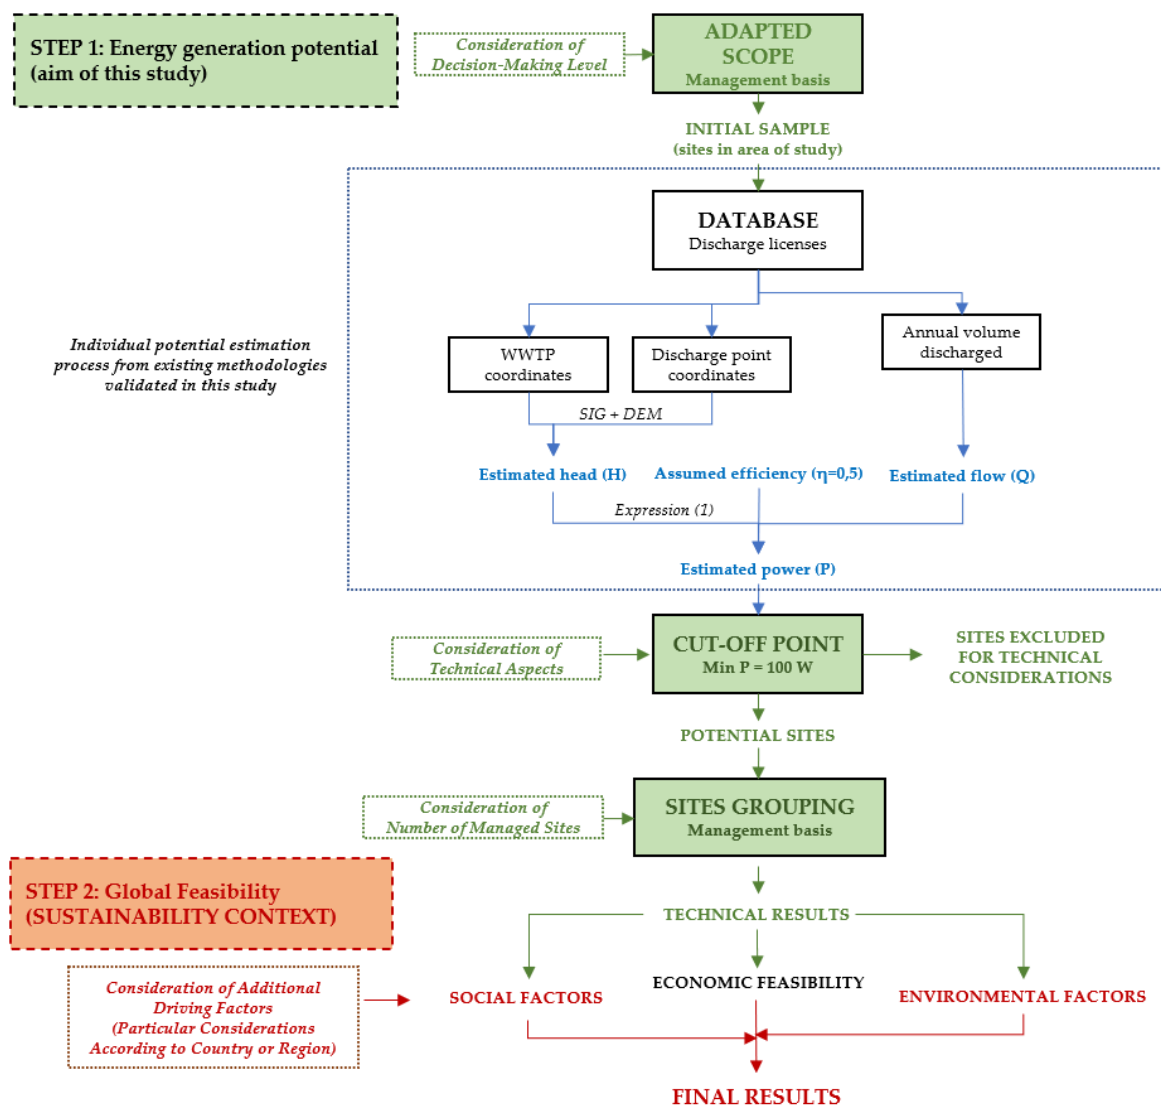 STEP 1: Energy generation potential
(aim of this study)
Consideration of
Decision-Making Level
ADAPTED
SCOPE
Management basis
INITIAL SAMPLE
(sites in area of study)
DATABASE
Discharge licenses
Individual potential estimation
process from existing methodologies
validated in this study
WWTP
coordinates
Discharge point
coordinates
Annual volume
discharged
SIG + DEM
Estimated head (H)
Assumed efficiency (η=0,5)
Estimated flow (Q)
Expression (1)
Estimated power (P)
Consideration of
Technical Aspects
CUT-OFF POINT
Min P = 100 W
SITES EXCLUDED
FOR TECHNICAL
CONSIDERATIONS
POTENTIAL SITES
Consideration of
Number of Managed Sites
SITES GROUPING
Management basis
STEP 2: Global Feasibility
(SUSTAINABILITY CONTEXT)
TECHNICAL RESULTS
Consideration of Additional
Driving Factors
(Particular Considerations
According to Country or Region)
SOCIAL FACTORS
ECONOMIC FEASIBILITY
ENVIRONMENTAL FACTORS
FINAL RESULTS